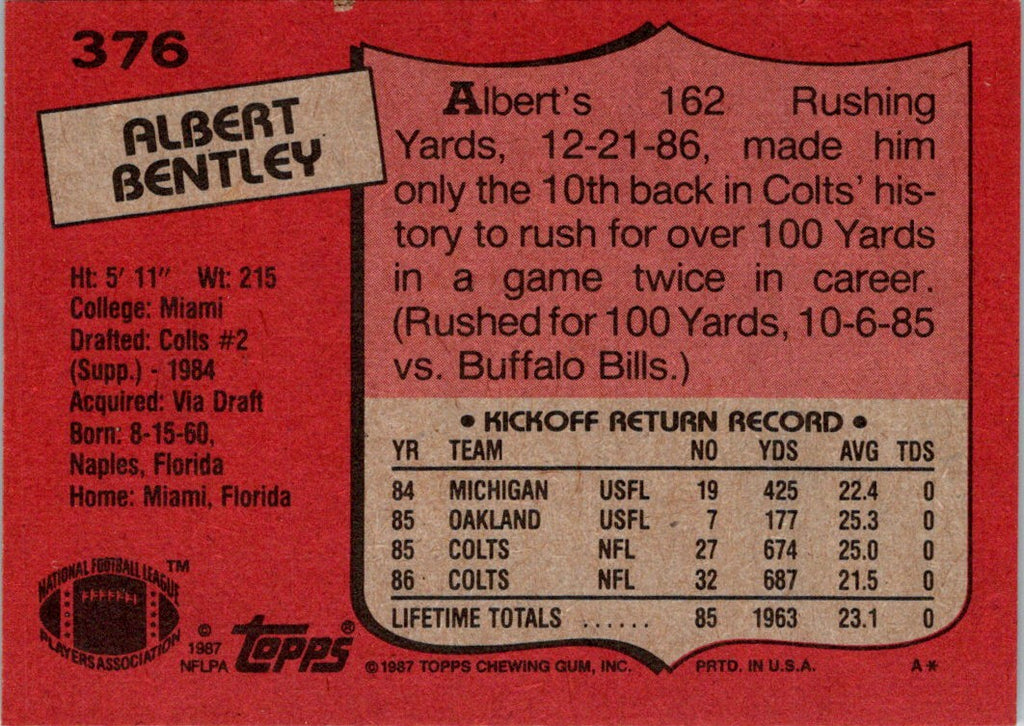 376
ALBERT
BENTLEY
Ht: 5' 11" Wt: 215
College: Miami
Drafted: Colts #2
(Supp.) - 1984
Acquired: Via Draft
Born: 8-15-60,
Naples, Florida
Home: Miami, Florida
Albert's 162 Rushing
Yards, 12-21-86, made him
only the 10th back in Colts' his-
tory to rush for over 100 Yards
in a game twice in career.
(Rushed for 100 Yards, 10-6-85
vs. Buffalo Bills.)
• KICKOFF RETURN RECORD •
YR TEAM NO YDS AVG TDS
84 MICHIGAN USFL 19 425 22.4 0
85 OAKLAND USFL 7 177 25.3 0
85 COLTS NFL 27 674 25.0 0
86 COLTS NFL 32 687 21.5 0
LIFETIME TOTALS ...... 85 1963 23.1 0
NATIONAL FOOTBALL LEAGUE ™
PLAYERS ASSOCIATION
©
1987
NFLPA
Topps®
© 1987 TOPPS CHEWING GUM, INC. PRTD. IN U.S.A. A*